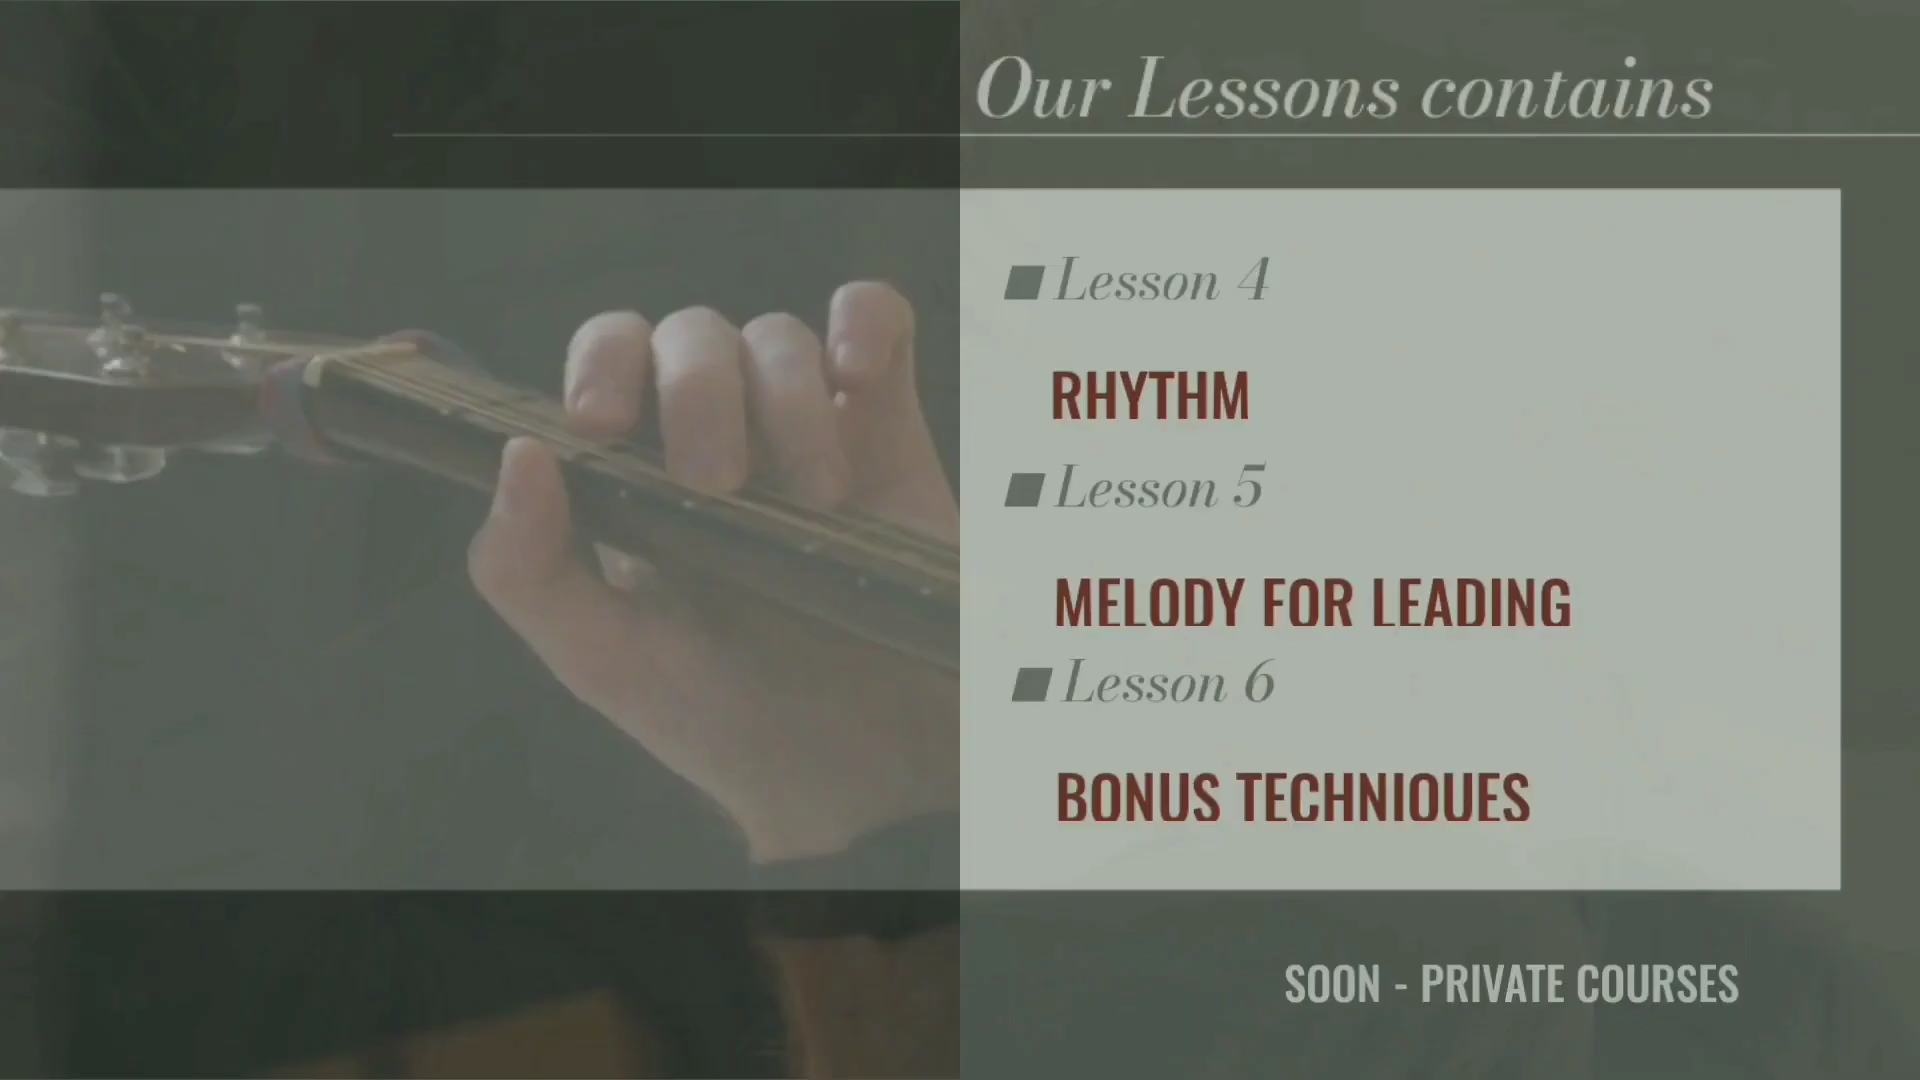 Our Lessons contains
Lesson 4
RHYTHM
Lesson 5
MELODY FOR LEADING
Lesson 6
BONUS TECHNIQUES
SOON - PRIVATE COURSES